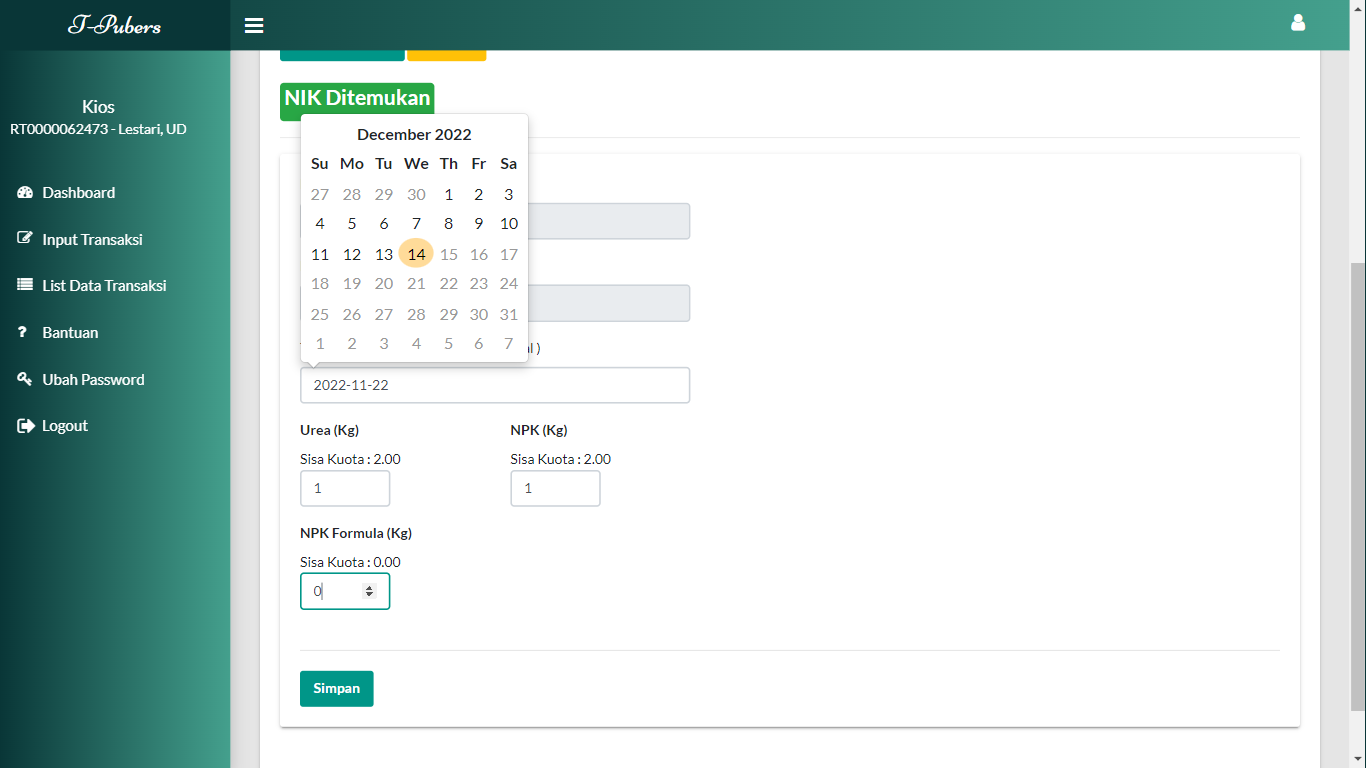 T-Pubers
Kios
RT0000062473 - Lestari, UD
Dashboard
Input Transaksi
List Data Transaksi
Bantuan
Ubah Password
Logout
NIK Ditemukan
December 2022
Su Mo Tu We Th Fr Sa
27 28 29 30 1 2 3
4 5 6 7 8 9 10
11 12 13 14 15 16 17
18 19 20 21 22 23 24
25 26 27 28 29 30 31
1 2 3 4 5 6 7
)
2022-11-22
Urea (Kg) NPK (Kg)
Sisa Kuota : 2.00 Sisa Kuota : 2.00
1 1
NPK Formula (Kg)
Sisa Kuota : 0.00
0
Simpan